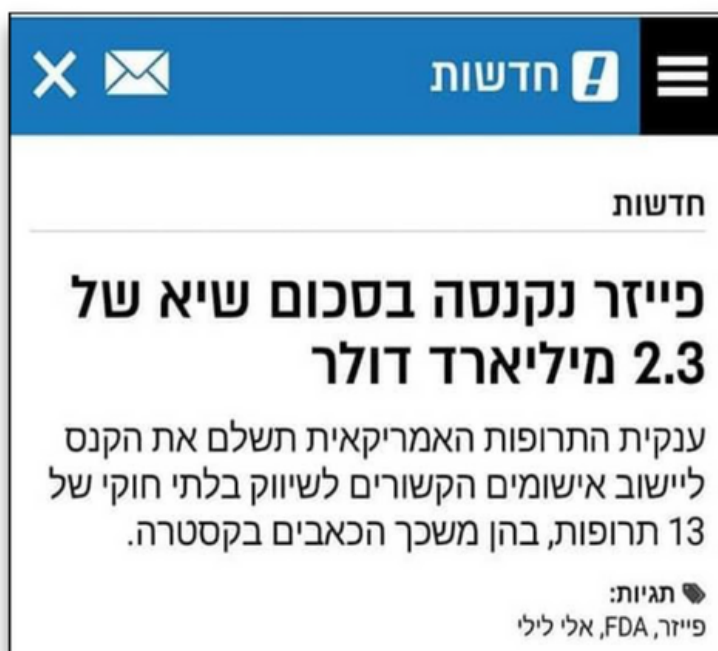 חדשות
חדשות
פייזר נקנסה בסכום שיא של
2.3 מיליארד דולר
ענקית התרופות האמריקאית תשלם את הקנס
ליישוב אישומים הקשורים לשיווק בלתי חוקי של
13 תרופות, בהן משכך הכאבים בקסטרה.
תגיות:
פייזר, FDA, אלי לילי